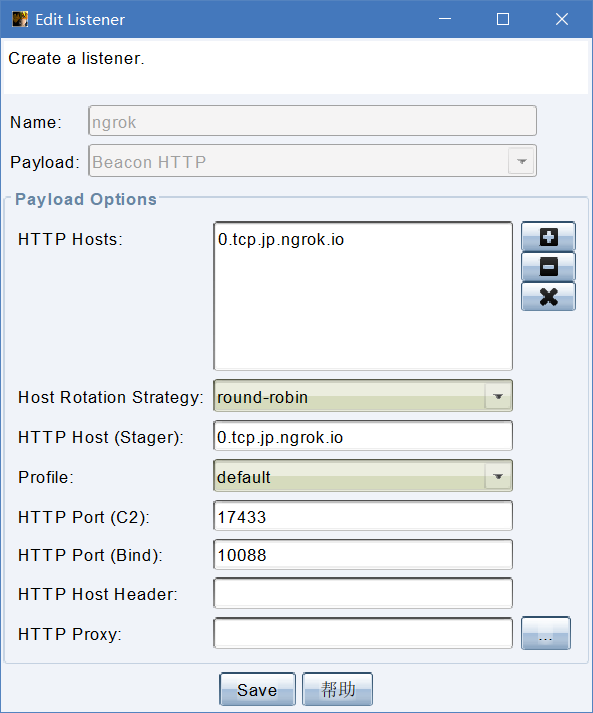 Edit Listener
Create a listener.
Name: ngrok
Payload: Beacon HTTP
Payload Options
HTTP Hosts: 0.tcp.jp.ngrok.io
Host Rotation Strategy: round-robin
HTTP Host (Stager): 0.tcp.jp.ngrok.io
Profile: default
HTTP Port (C2): 17433
HTTP Port (Bind): 10088
HTTP Host Header:
HTTP Proxy: ...
Save 帮助